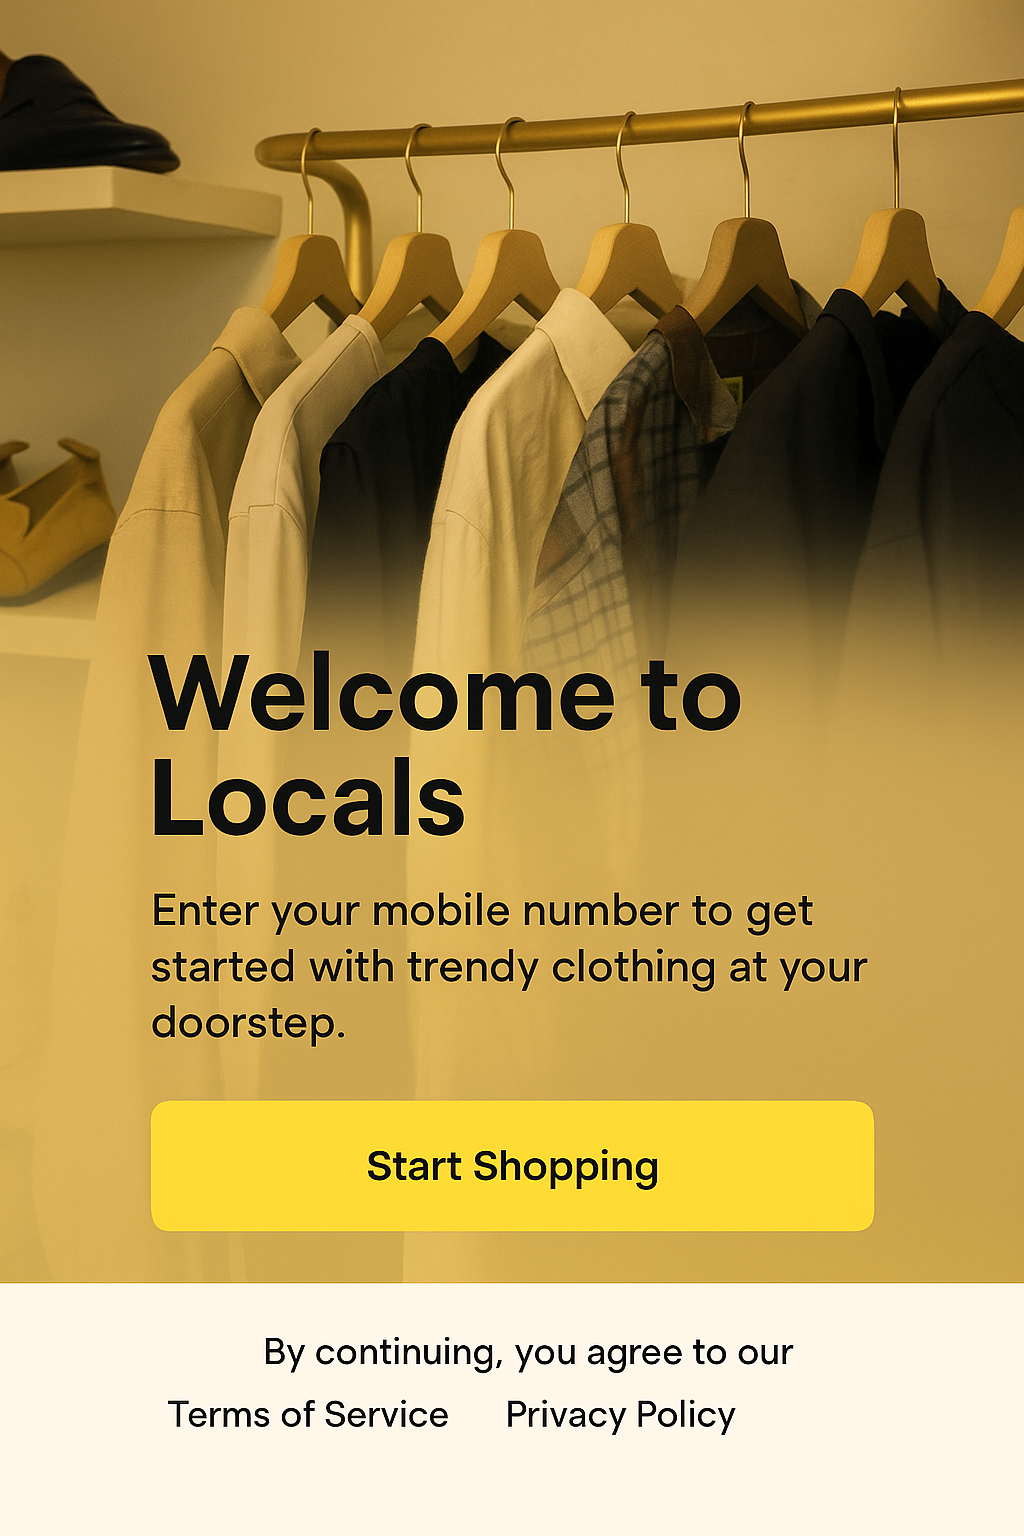 Welcome to
Locals
Enter your mobile number to get
started with trendy clothing at your
doorstep.
Start Shopping
By continuing, you agree to our
Terms of Service Privacy Policy